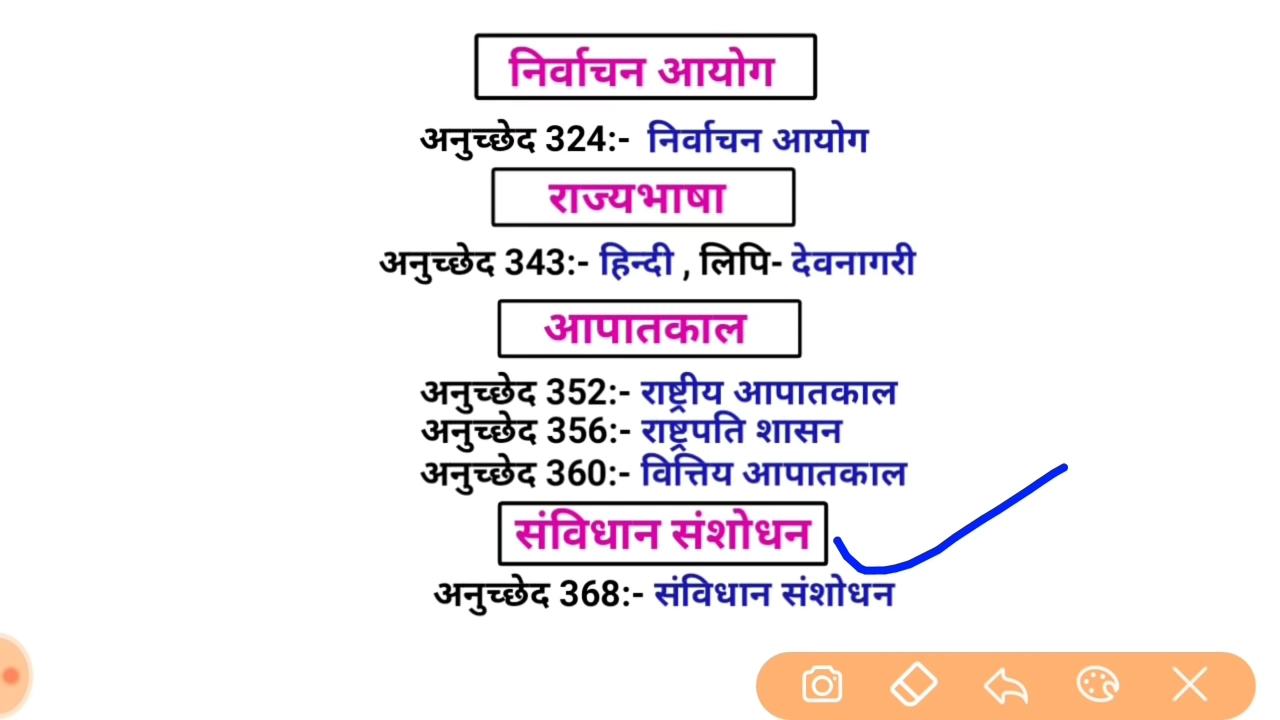 निर्वाचन आयोग
अनुच्छेद 324:- निर्वाचन आयोग
राज्यभाषा
अनुच्छेद 343:- हिन्दी , लिपि- देवनागरी
आपातकाल
अनुच्छेद 352:- राष्ट्रीय आपातकाल
अनुच्छेद 356:- राष्ट्रपति शासन
अनुच्छेद 360:- वित्तिय आपातकाल
संविधान संशोधन
अनुच्छेद 368:- संविधान संशोधन